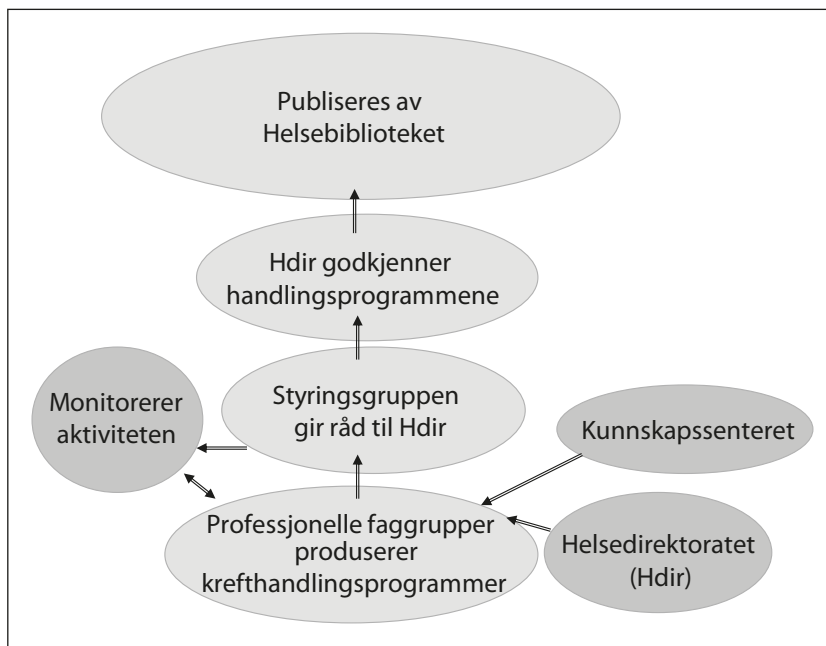 Publiseres av
Helsebiblioteket
Hdir godkjenner
handlingsprogrammene
Styringsgruppen
gir råd til Hdir
Monitorerer
aktiviteten
Kunnskapssenteret
Professjonelle faggrupper
produserer
krefthandlingsprogrammer
Helsedirektoratet
(Hdir)